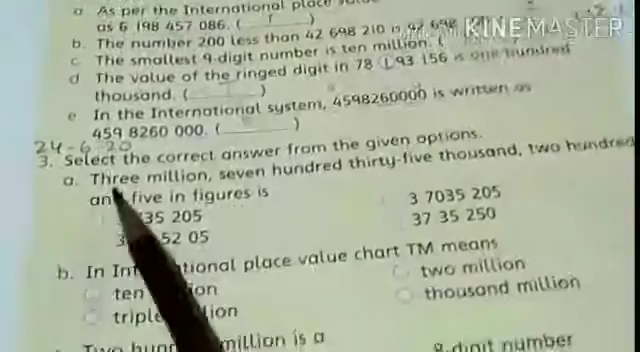 a As per the International place
as 6 198 457 086. ( )
b. The number 200 less than 42 698 210 is 42 698
KINEMASTER
c The smallest 9-digit number is ten million. (
d The value of the ringed digit in 78 193 156 is one hundred
thousand. ( )
e In the International system, 4598260000 is written as
459 8260 000. ( )
24-6-20
3. Select the correct answer from the given options.
a. Three million, seven hundred thirty-five thousand, two hundred
five in figures is
35 205 3 7035 205
52 05 37 35 250
b. In place value chart TM means
ten two million
thousand million
million is a 8-digit number